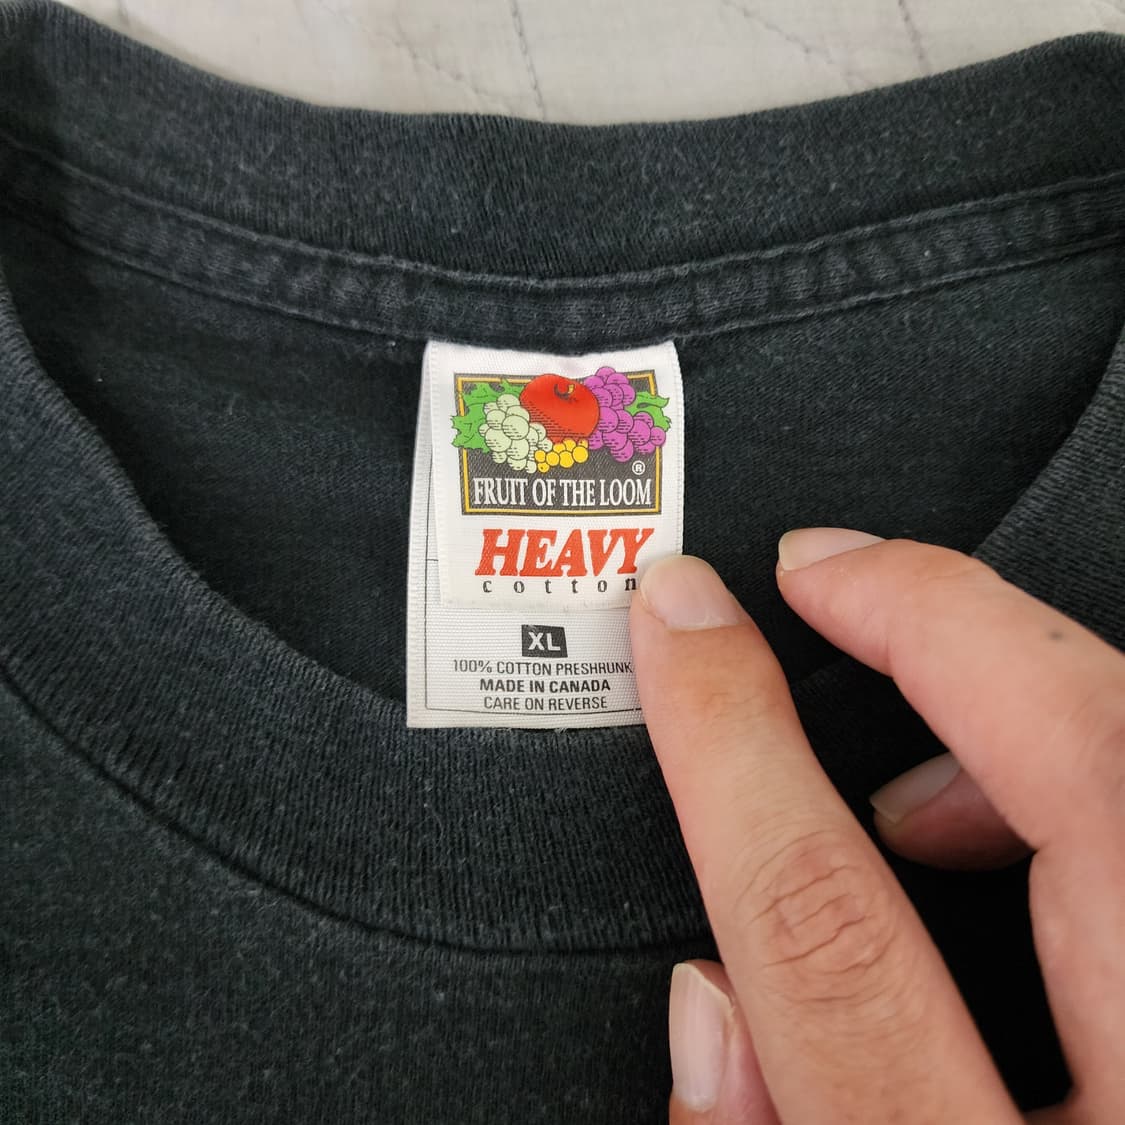 ®
FRUIT OF THE LOOM
HEAVY
cotton
XL
100% COTTON PRESHRUNK
MADE IN CANADA
CARE ON REVERSE